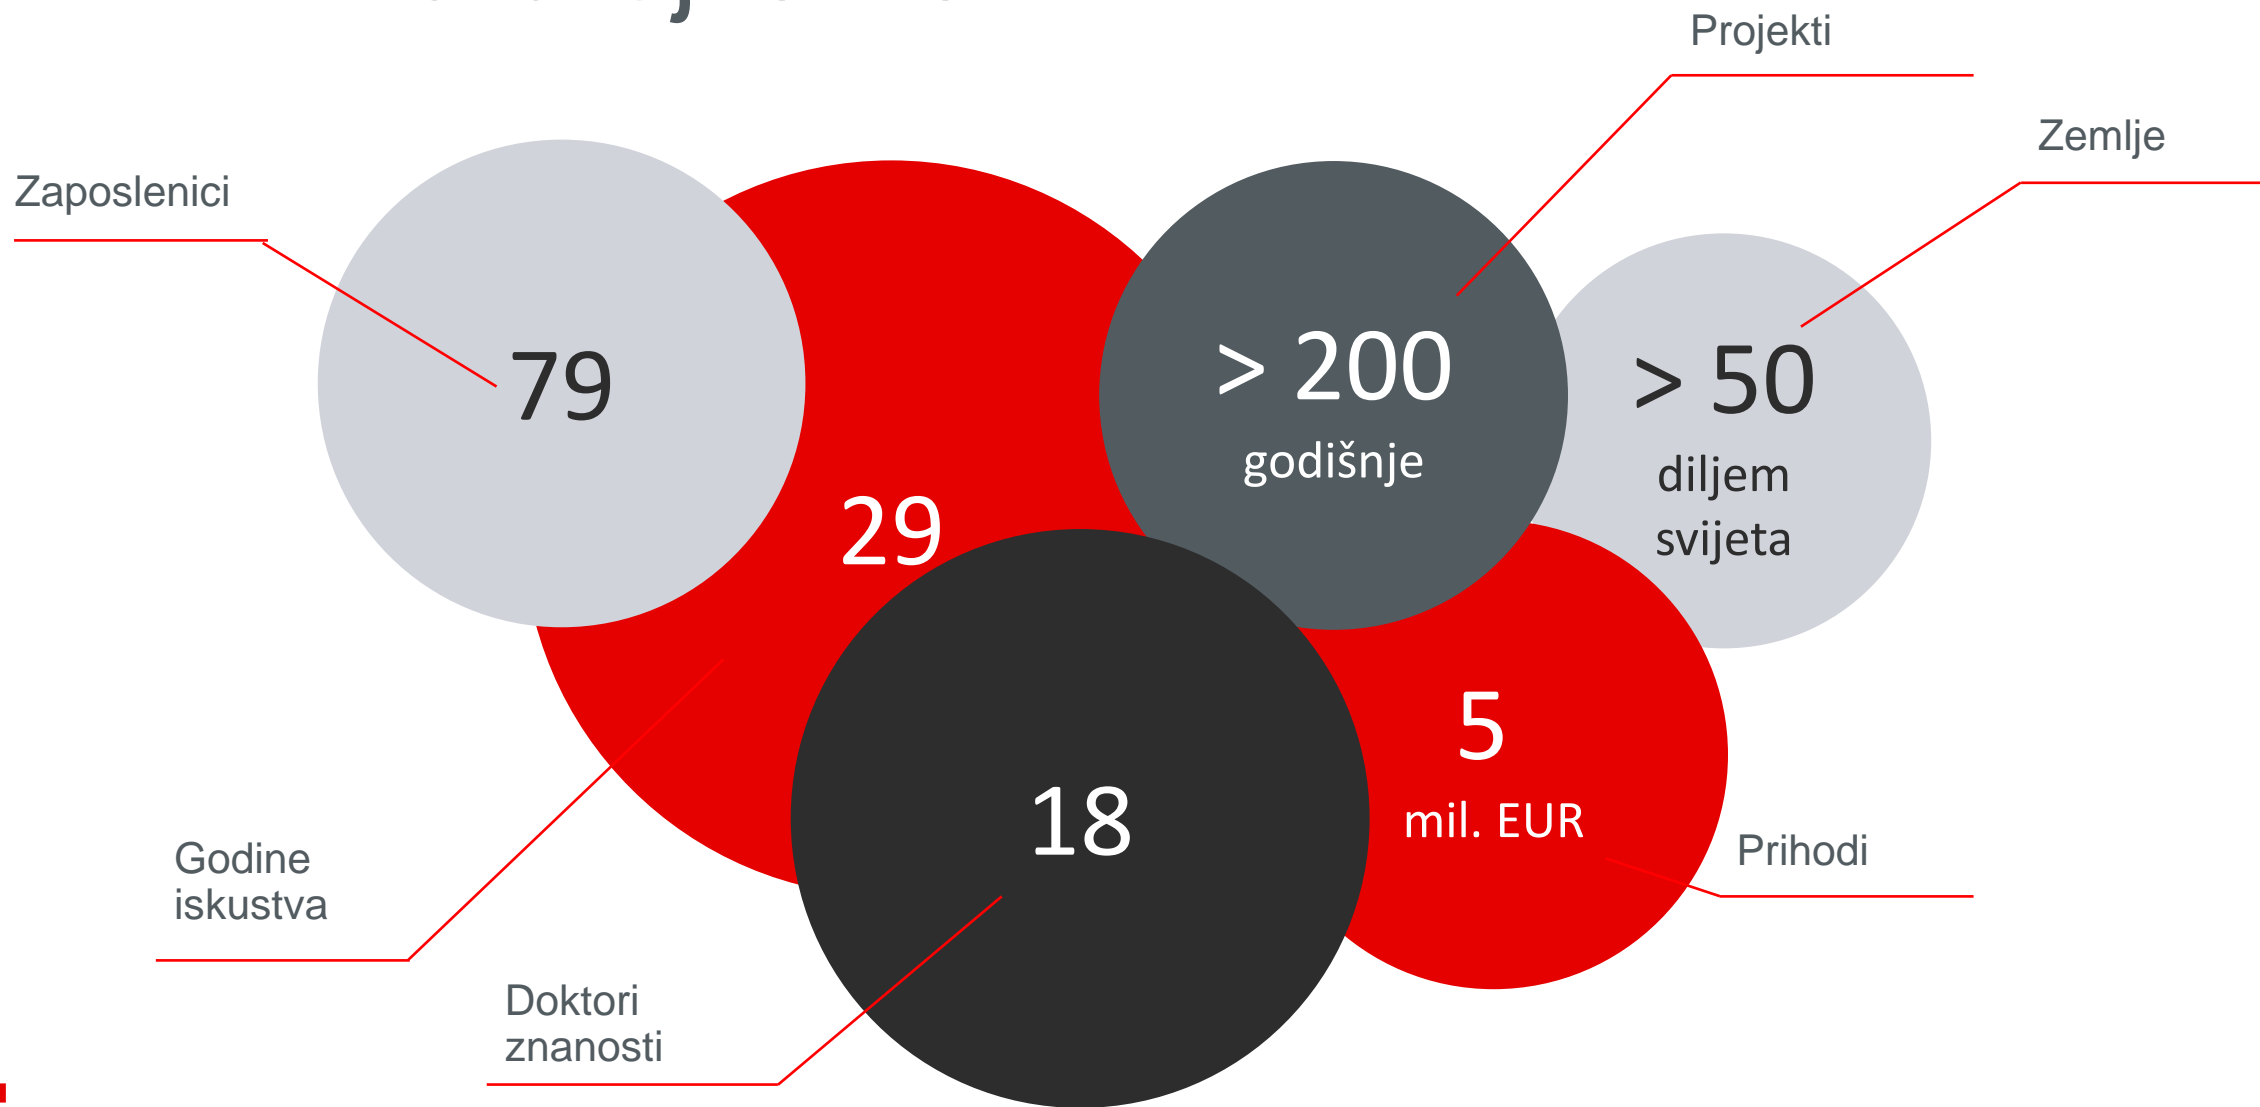 Projekti
Zemlje
Zaposlenici
79
29
> 200
godišnje
> 50
diljem
svijeta
5
mil. EUR
18
Prihodi
Godine
iskustva
Doktori
znanosti